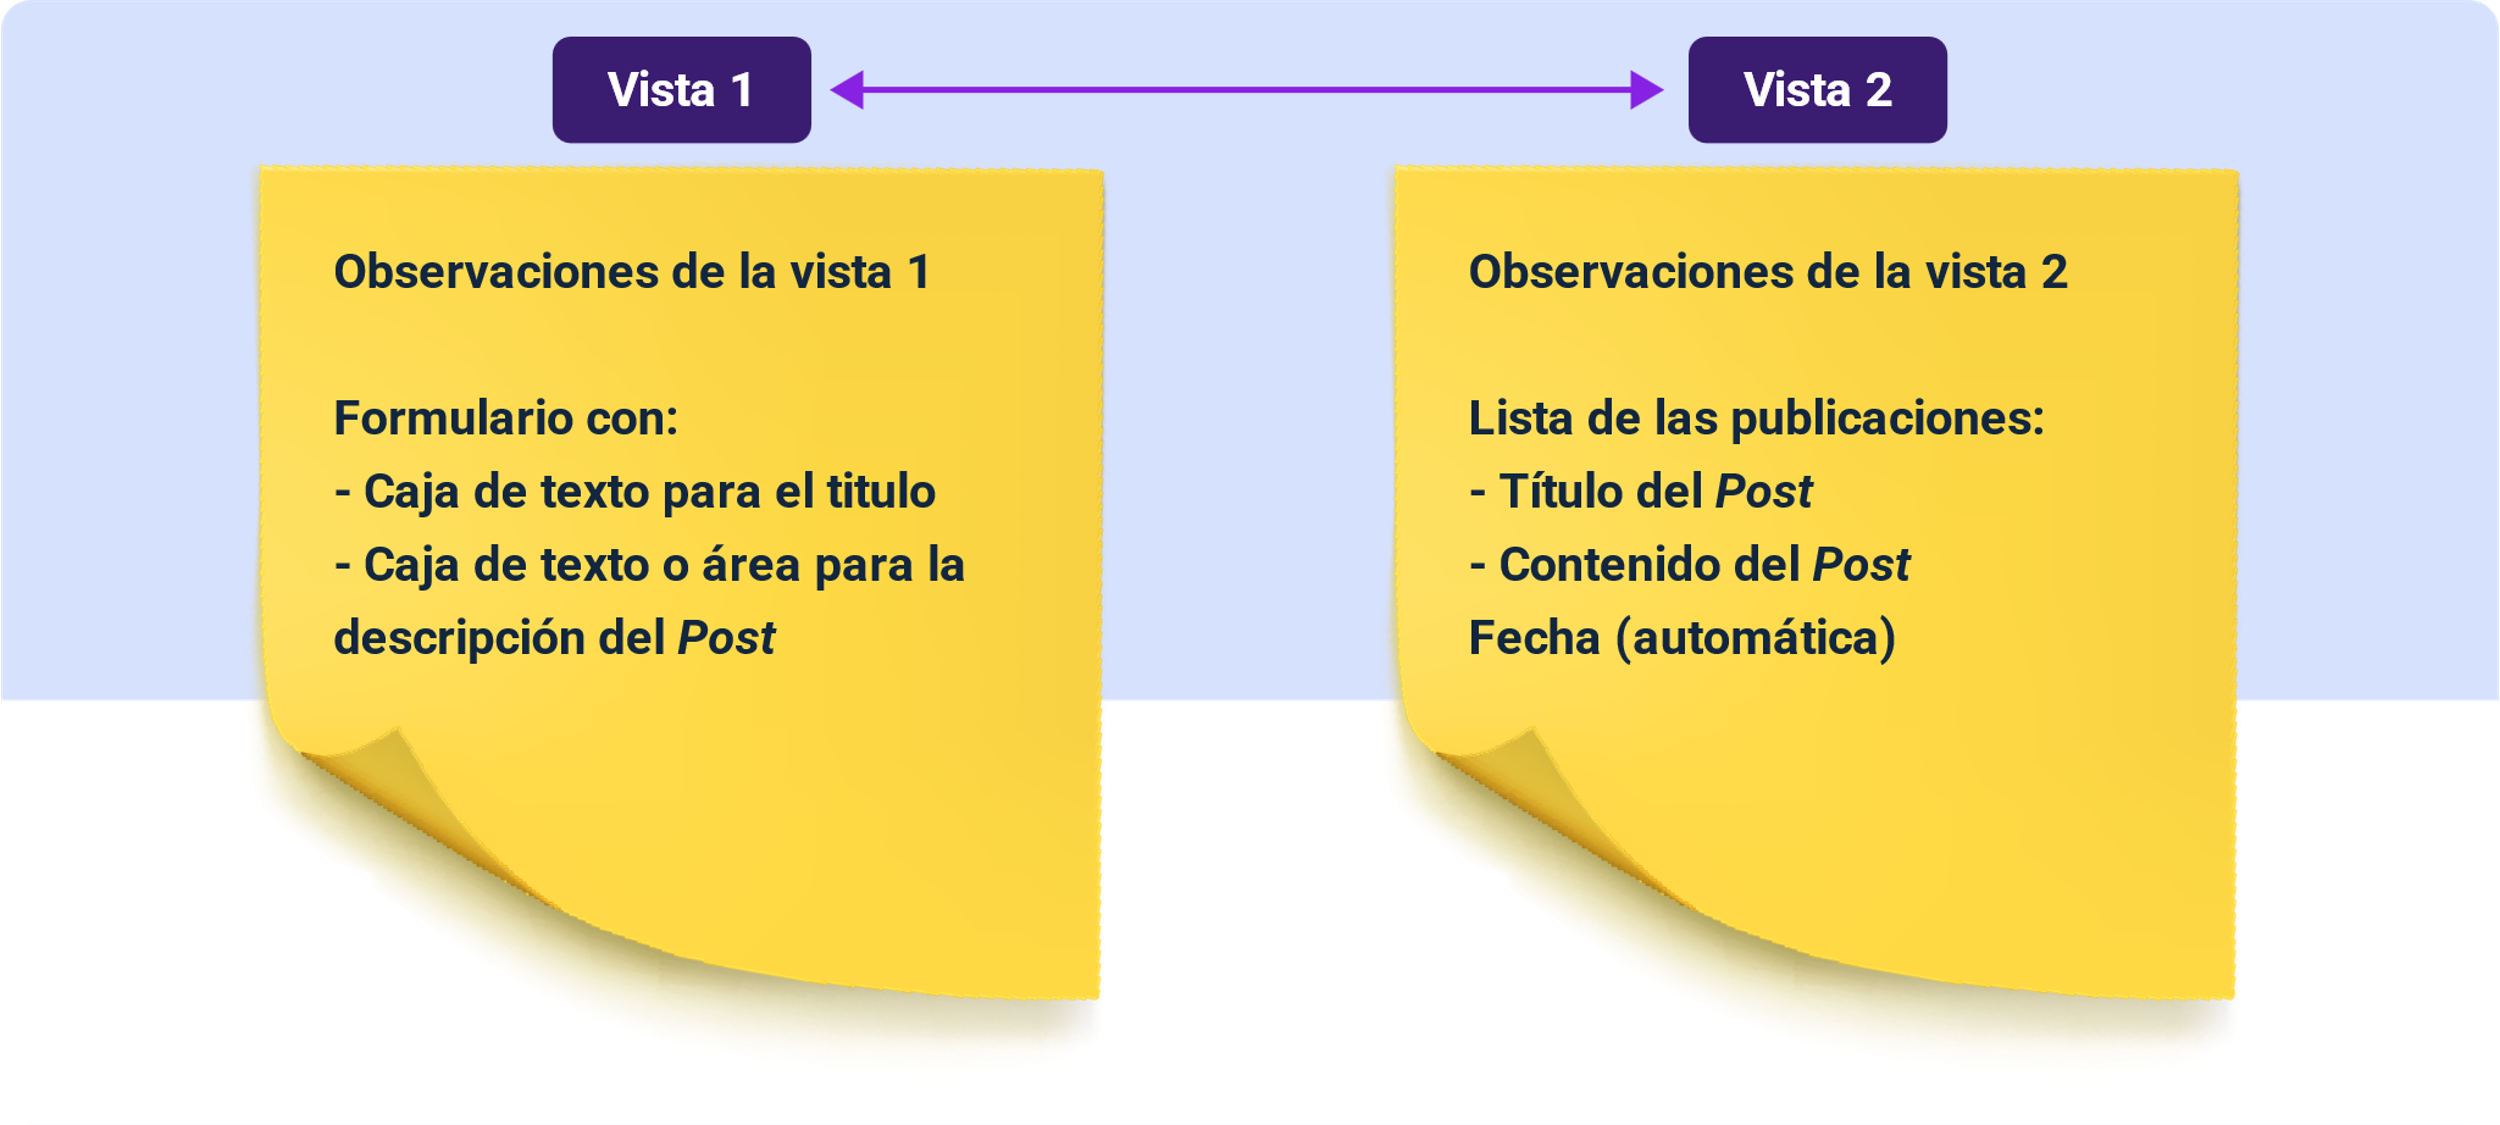 Vista 1
Vista 2
Observaciones de la vista 1
Formulario con:
- Caja de texto para el titulo
- Caja de texto o área para la
descripción del Post
Observaciones de la vista 2
Lista de las publicaciones:
- Título del Post
- Contenido del Post
Fecha (automática)